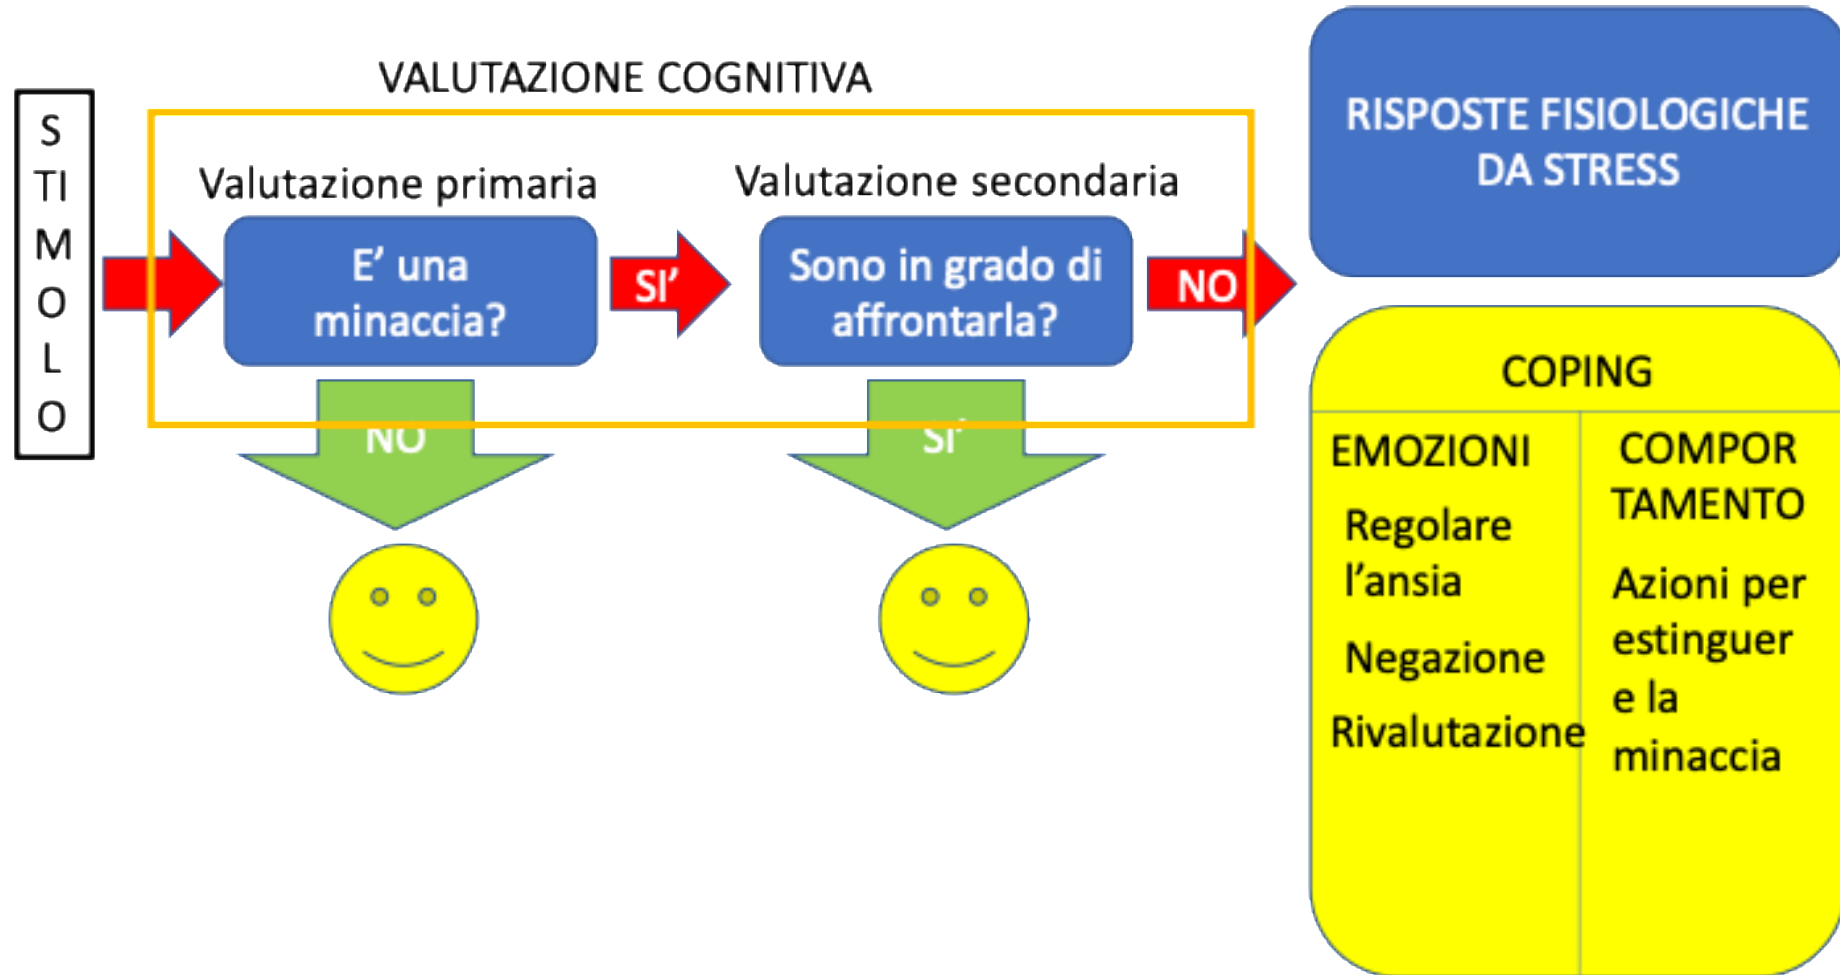 S
TI
M
O
L
O
VALUTAZIONE COGNITIVA
Valutazione primaria
E’ una
minaccia?
NO
SI’
Valutazione secondaria
Sono in grado di
affrontarla?
SI’
NO
RISPOSTE FISIOLOGICHE
DA STRESS
COPING
EMOZIONI
Regolare
l’ansia
Negazione
Rivalutazione
COMPOR
TAMENTO
Azioni per
estinguer
e la
minaccia